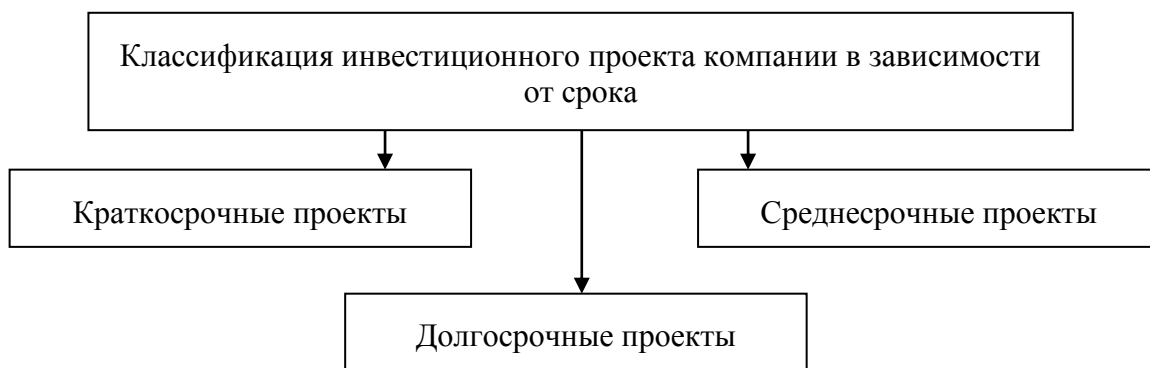 Классификация инвестиционного проекта компании в зависимости
от срока
Краткосрочные проекты
Среднесрочные проекты
Долгосрочные проекты